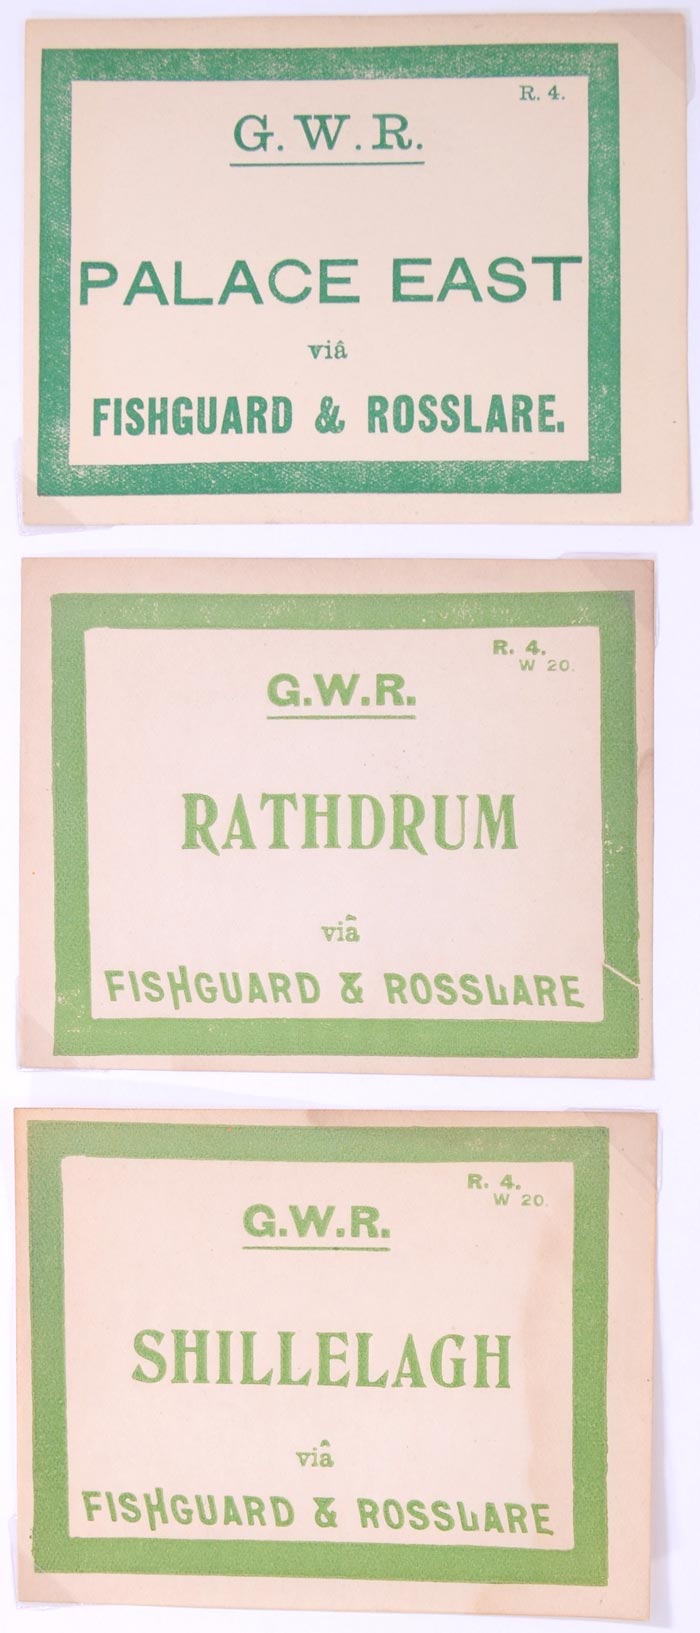 R. 4.
G.W.R.
PALACE EAST
viâ
FISHGUARD & ROSSLARE.
R. 4.
W 20.
G.W.R.
RATHDRUM
viâ
FISHGUARD & ROSSLARE
R. 4.
W 20.
G.W.R.
SHILLELAGH
viâ
FISHGUARD & ROSSLARE